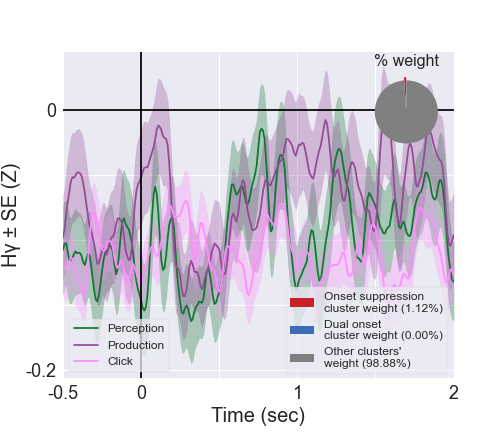 % weight
0
Hγ ± SE (Z)
Onset suppression
cluster weight (1.12%)
Dual onset
cluster weight (0.00%)
Other clusters'
weight (98.88%)
Perception
Production
Click
-0.2
-0.5
0
1
2
Time (sec)